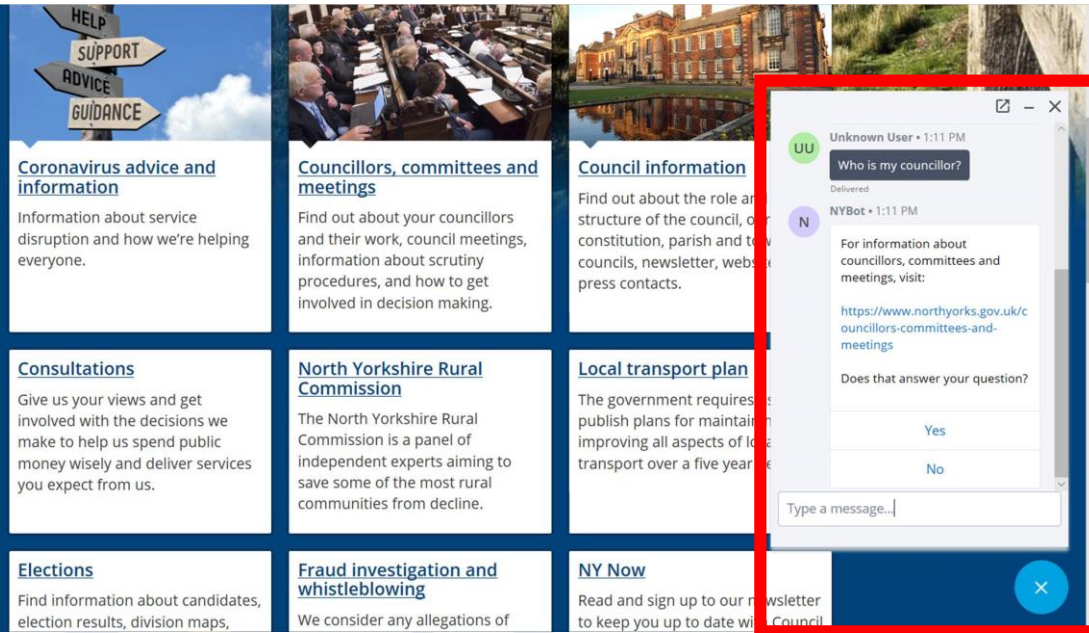 HELP
SUPPORT
ADVICE
GUIDANCE
Coronavirus advice and
information
Information about service
disruption and how we're helping
everyone.
Councillors, committees and
meetings
Find out about your councillors
and their work, council meetings,
information about scrutiny
procedures, and how to get
involved in decision making.
Council information
Find out about the role and
structure of the council,
constitution, parish and
councils, newsletter,
press contacts.
Consultations
Give us your views and get
involved with the decisions we
make to help us spend public
money wisely and deliver services
you expect from us.
North Yorkshire Rural
Commission
The North Yorkshire Rural
Commission is a panel of
independent experts aiming to
save some of the most rural
communities from decline.
Local transport plan
The government requires
publish plans for
improving all aspects of
transport over a five year
Elections
Find information about candidates,
election results, division maps,
Fraud investigation and
whistleblowing
We consider any allegations of
NY Now
Read and sign up to our newsletter
to keep you up to date with Council
UU
Unknown User • 1:11 PM
Who is my councillor?
Delivered
N
NYBot • 1:11 PM
For information about
councillors, committees and
meetings, visit:
https://www.northyorks.gov.uk/c
ouncillors-committees-and-
meetings
Does that answer your question?
Yes
No
Type a message...